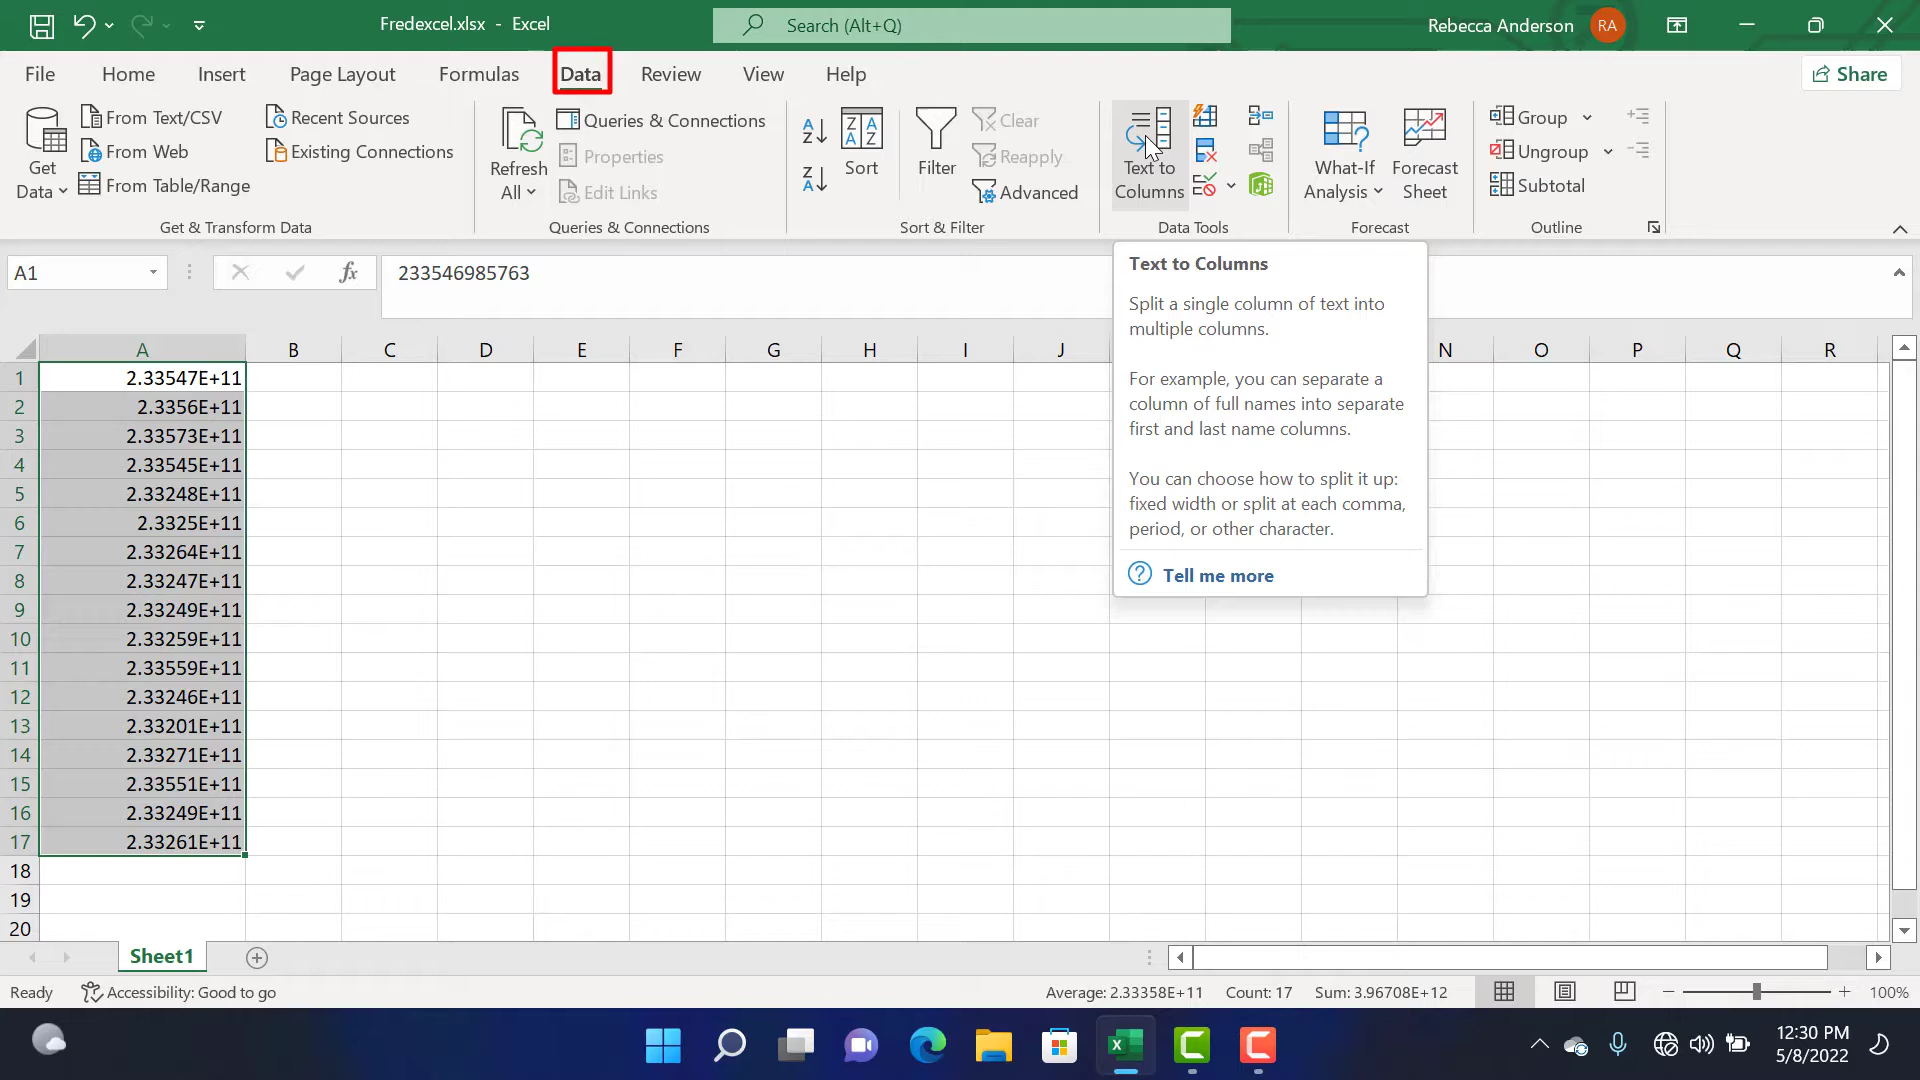 Fredexcel.xlsx - Excel
Search (Alt+Q)
Rebecca Anderson
RA
File
Home
Insert
Page Layout
Formulas
Data
Review
View
Help
Share
Get
Data
From Text/CSV
From Web
From Table/Range
Recent Sources
Existing Connections
Get & Transform Data
Refresh
All
Queries & Connections
Properties
Edit Links
Queries & Connections
Sort
Filter
Clear
Reapply
Advanced
Sort & Filter
Text to
Columns
Data Tools
What-If
Analysis
Forecast
Sheet
Forecast
Group
Ungroup
Subtotal
Outline
A1
fx
233546985763
Text to Columns
Split a single column of text into
multiple columns.
For example, you can separate a
column of full names into separate
first and last name columns.
You can choose how to split it up:
fixed width or split at each comma,
period, or other character.
Tell me more
A B C D E F G H I J N O P Q R
1 2.33547E+11
2 2.3356E+11
3 2.33573E+11
4 2.33545E+11
5 2.33248E+11
6 2.3325E+11
7 2.33264E+11
8 2.33247E+11
9 2.33249E+11
10 2.33259E+11
11 2.33559E+11
12 2.33246E+11
13 2.33201E+11
14 2.33271E+11
15 2.33551E+11
16 2.33249E+11
17 2.33261E+11
18
19
20
Sheet1
Ready
Accessibility: Good to go
Average: 2.33358E+11
Count: 17
Sum: 3.96708E+12
100%
12:30 PM
5/8/2022